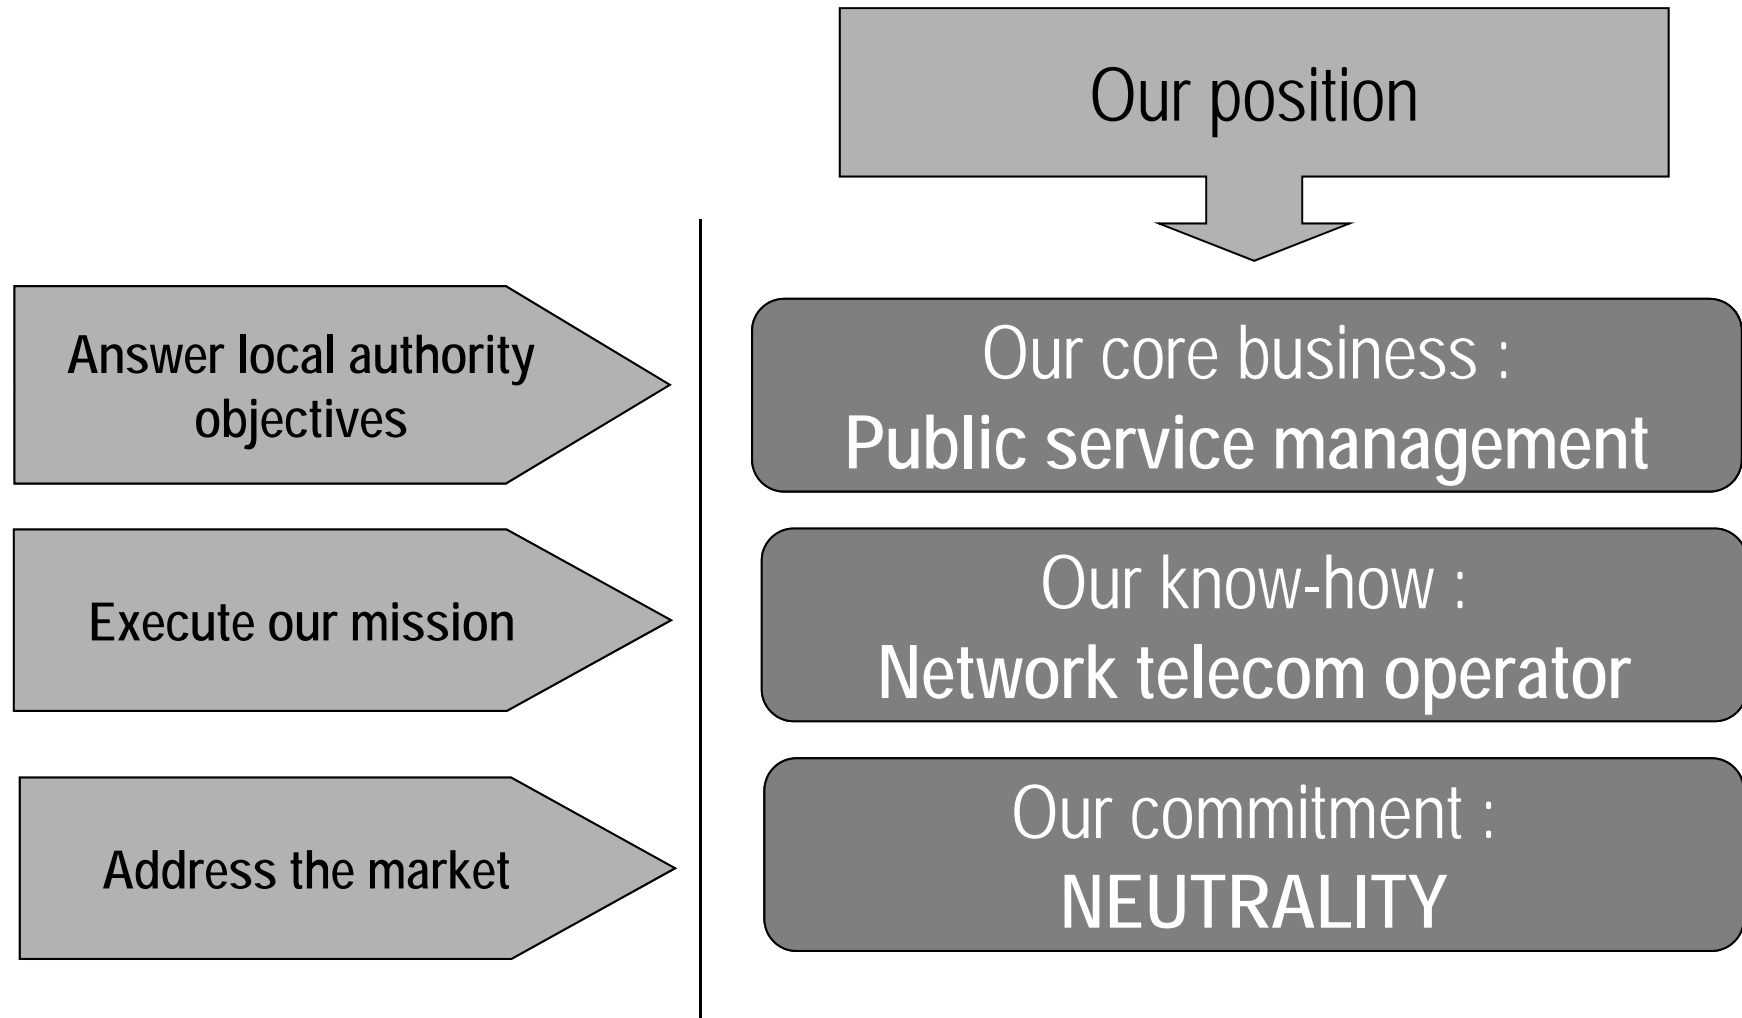 Our position
Answer local authority
objectives
Our core business :
Public service management
Execute our mission
Our know-how :
Network telecom operator
Address the market
Our commitment :
NEUTRALITY